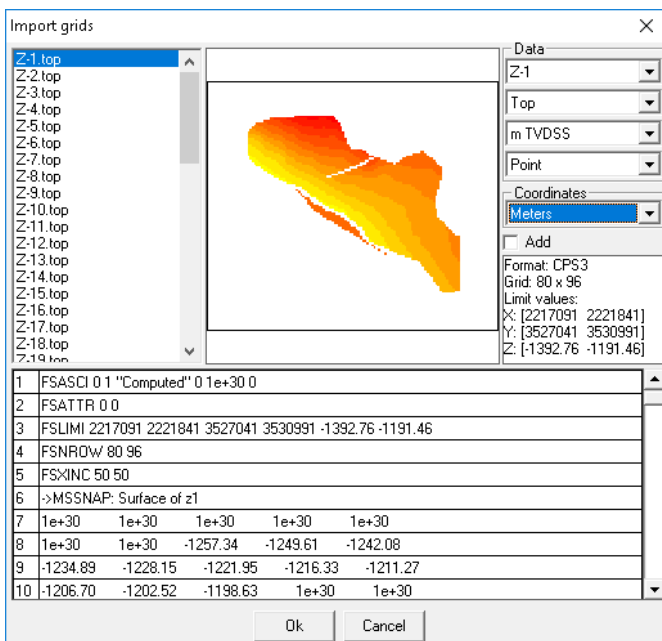 Import grids
Z-1.top
Z-2.top
Z-3.top
Z-4.top
Z-5.top
Z-6.top
Z-7.top
Z-8.top
Z-9.top
Z-10.top
Z-11.top
Z-12.top
Z-13.top
Z-14.top
Z-15.top
Z-16.top
Z-17.top
Z-18.top
Z-19.top
Data
Z-1
Top
m TVDSS
Point
Coordinates
Meters
Add
Format: CPS3
Grid: 80 x 96
Limit values:
X: [2217091 2221841]
Y: [3527041 3530991]
Z: [-1392.76 -1191.46]
1 FSASCI 0 1 "Computed" 0 1e+30 0
2 FSATTR 0 0
3 FSLIMI 2217091 2221841 3527041 3530991 -1392.76 -1191.46
4 FSNROW 80 96
5 FSXINC 50 50
6 ->MSSNAP: Surface of z1
7 1e+30 1e+30 1e+30 1e+30 1e+30
8 1e+30 1e+30 -1257.34 -1249.61 -1242.08
9 -1234.89 -1228.15 -1221.95 -1216.33 -1211.27
10 -1206.70 -1202.52 -1198.63 1e+30 1e+30
Ok
Cancel